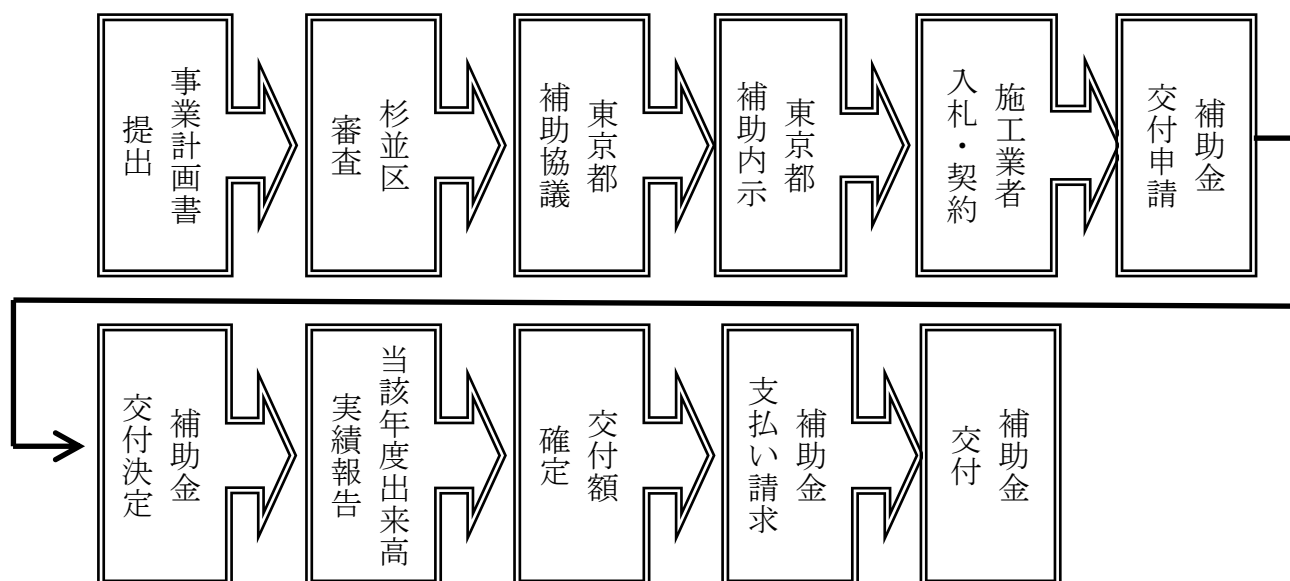 事業計画書
提出
杉並区
審査
東京都
補助協議
東京都
補助内示
施工業者
入札・契約
補助金
交付申請
補助金
交付決定
当該年度出来高
実績報告
交付額
確定
補助金
支払い請求
補助金
交付